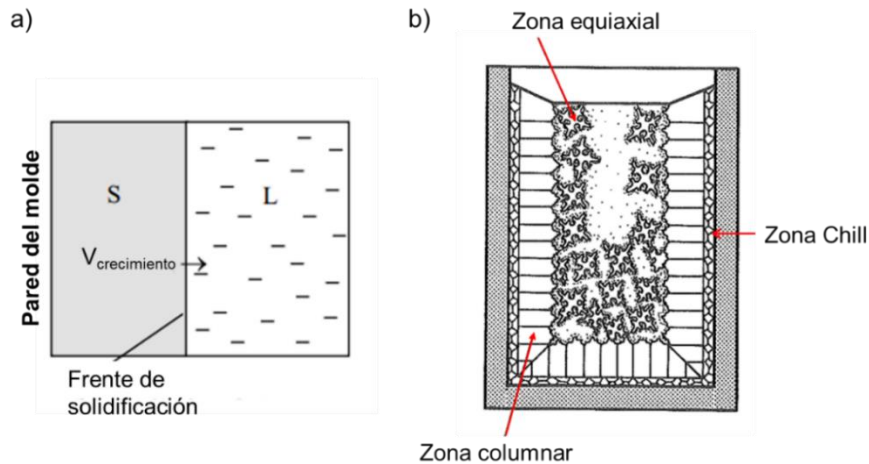 a)
Pared del molde
S
L
Vcrecimiento
Frente de
solidificación
b)
Zona equiaxial
Zona Chill
Zona columnar